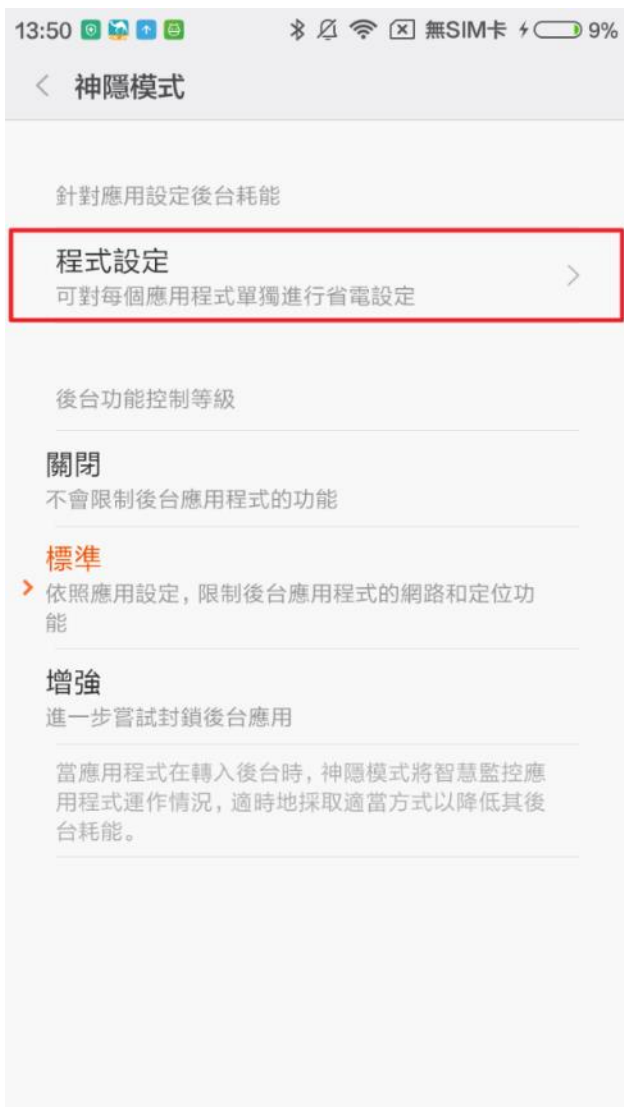 13:50 無SIM卡 9%
神隱模式
針對應用設定後台耗能
程式設定
可對每個應用程式單獨進行省電設定
後台功能控制等級
關閉
不會限制後台應用程式的功能
標準
依照應用設定，限制後台應用程式的網路和定位功
能
增強
進一步嘗試封鎖後台應用
當應用程式在轉入後台時，神隱模式將智慧監控應
用程式運作情況，適時地採取適當方式以降低其後
台耗能。